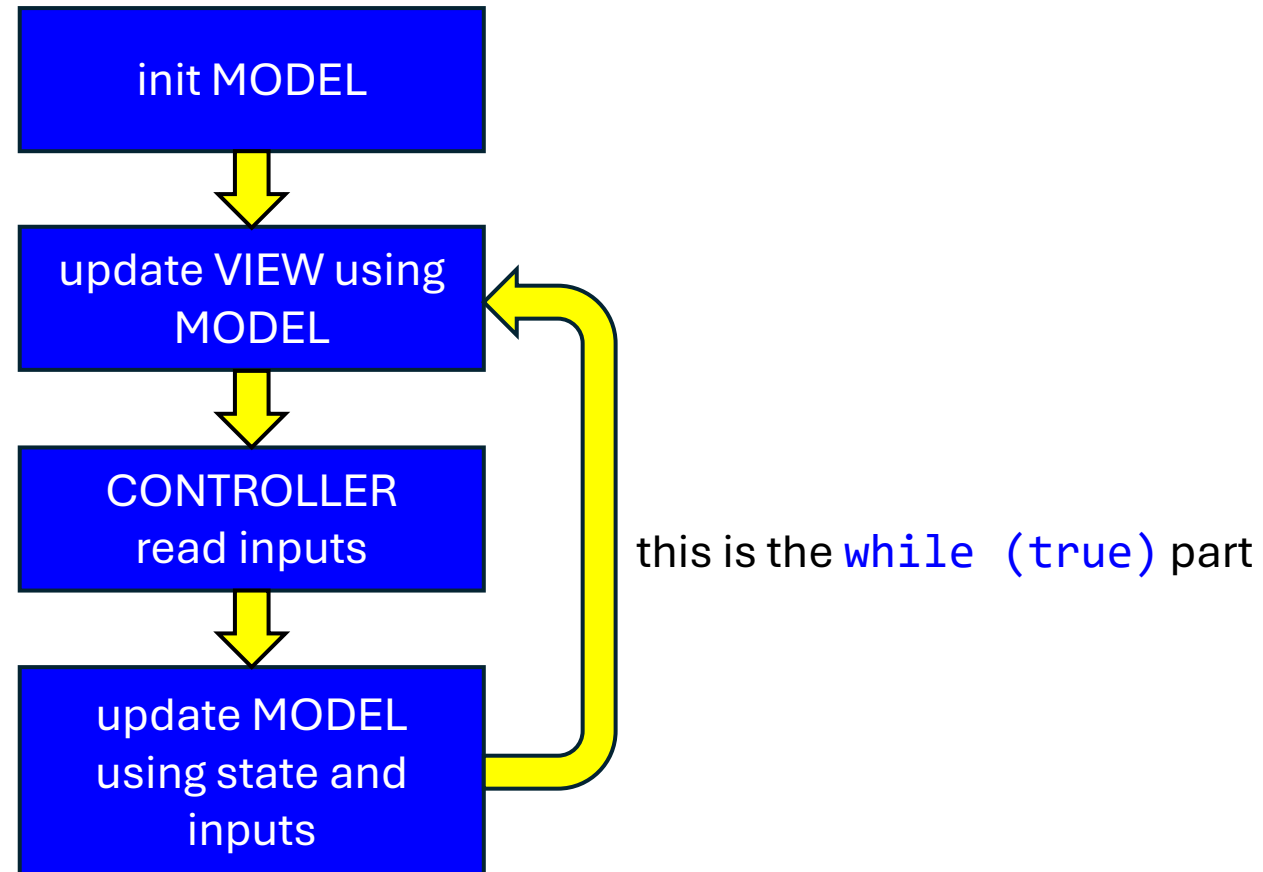 init MODEL
update VIEW using
MODEL
CONTROLLER
read inputs
this is the while (true) part
update MODEL
using state and
inputs